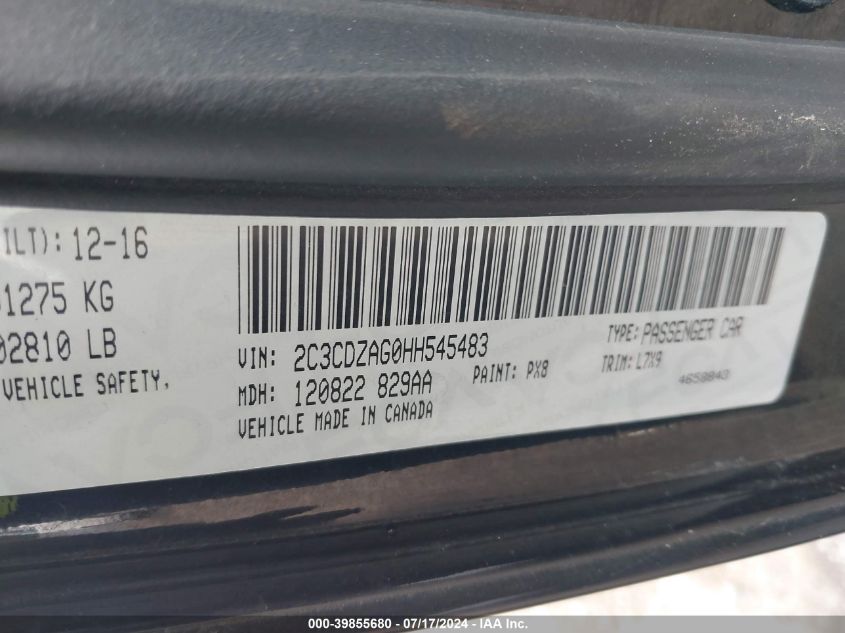 ILT): 12-16
1275 KG
02810 LB
VEHICLE SAFETY,
VIN: 2C3CDZAG0HH545483
TYPE: PASSENGER CAR
MDH: 120822 829AA
PAINT: PX8
TRIM: L7X9
VEHICLE MADE IN CANADA
000-39855680 - 07/17/2024 - IAA Inc.